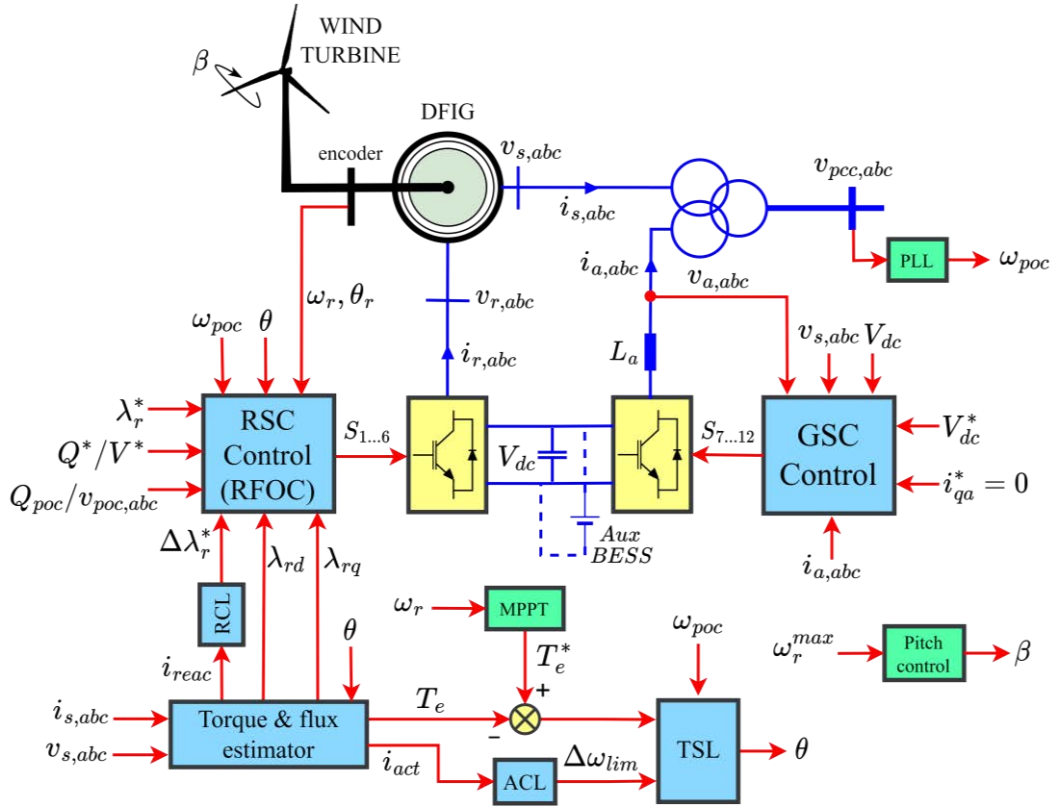 WIND
TURBINE
β
DFIG
encoder
v_{s,abc}
v_{pcc,abc}
i_{s,abc}
i_{a,abc}
v_{a,abc}
PLL
ω_{poc}
ω_r, θ_r
v_{r,abc}
ω_{poc}
θ
i_{r,abc}
L_a
v_{s,abc}
V_{dc}
λ_r^*
Q^*/V^*
Q_{poc}/v_{poc,abc}
RSC
Control
(RFOC)
S_{1...6}
V_{dc}
S_{7...12}
GSC
Control
V_{dc}^*
i_{qa}^* = 0
Aux
BESS
i_{a,abc}
Δλ_r^*
λ_{rd}
λ_{rq}
RCL
i_{reac}
θ
ω_r
MPPT
T_e^*
ω_{poc}
ω_r^{max}
Pitch
control
β
i_{s,abc}
v_{s,abc}
Torque & flux
estimator
T_e
+
-
i_{act}
ACL
Δω_{lim}
TSL
θ